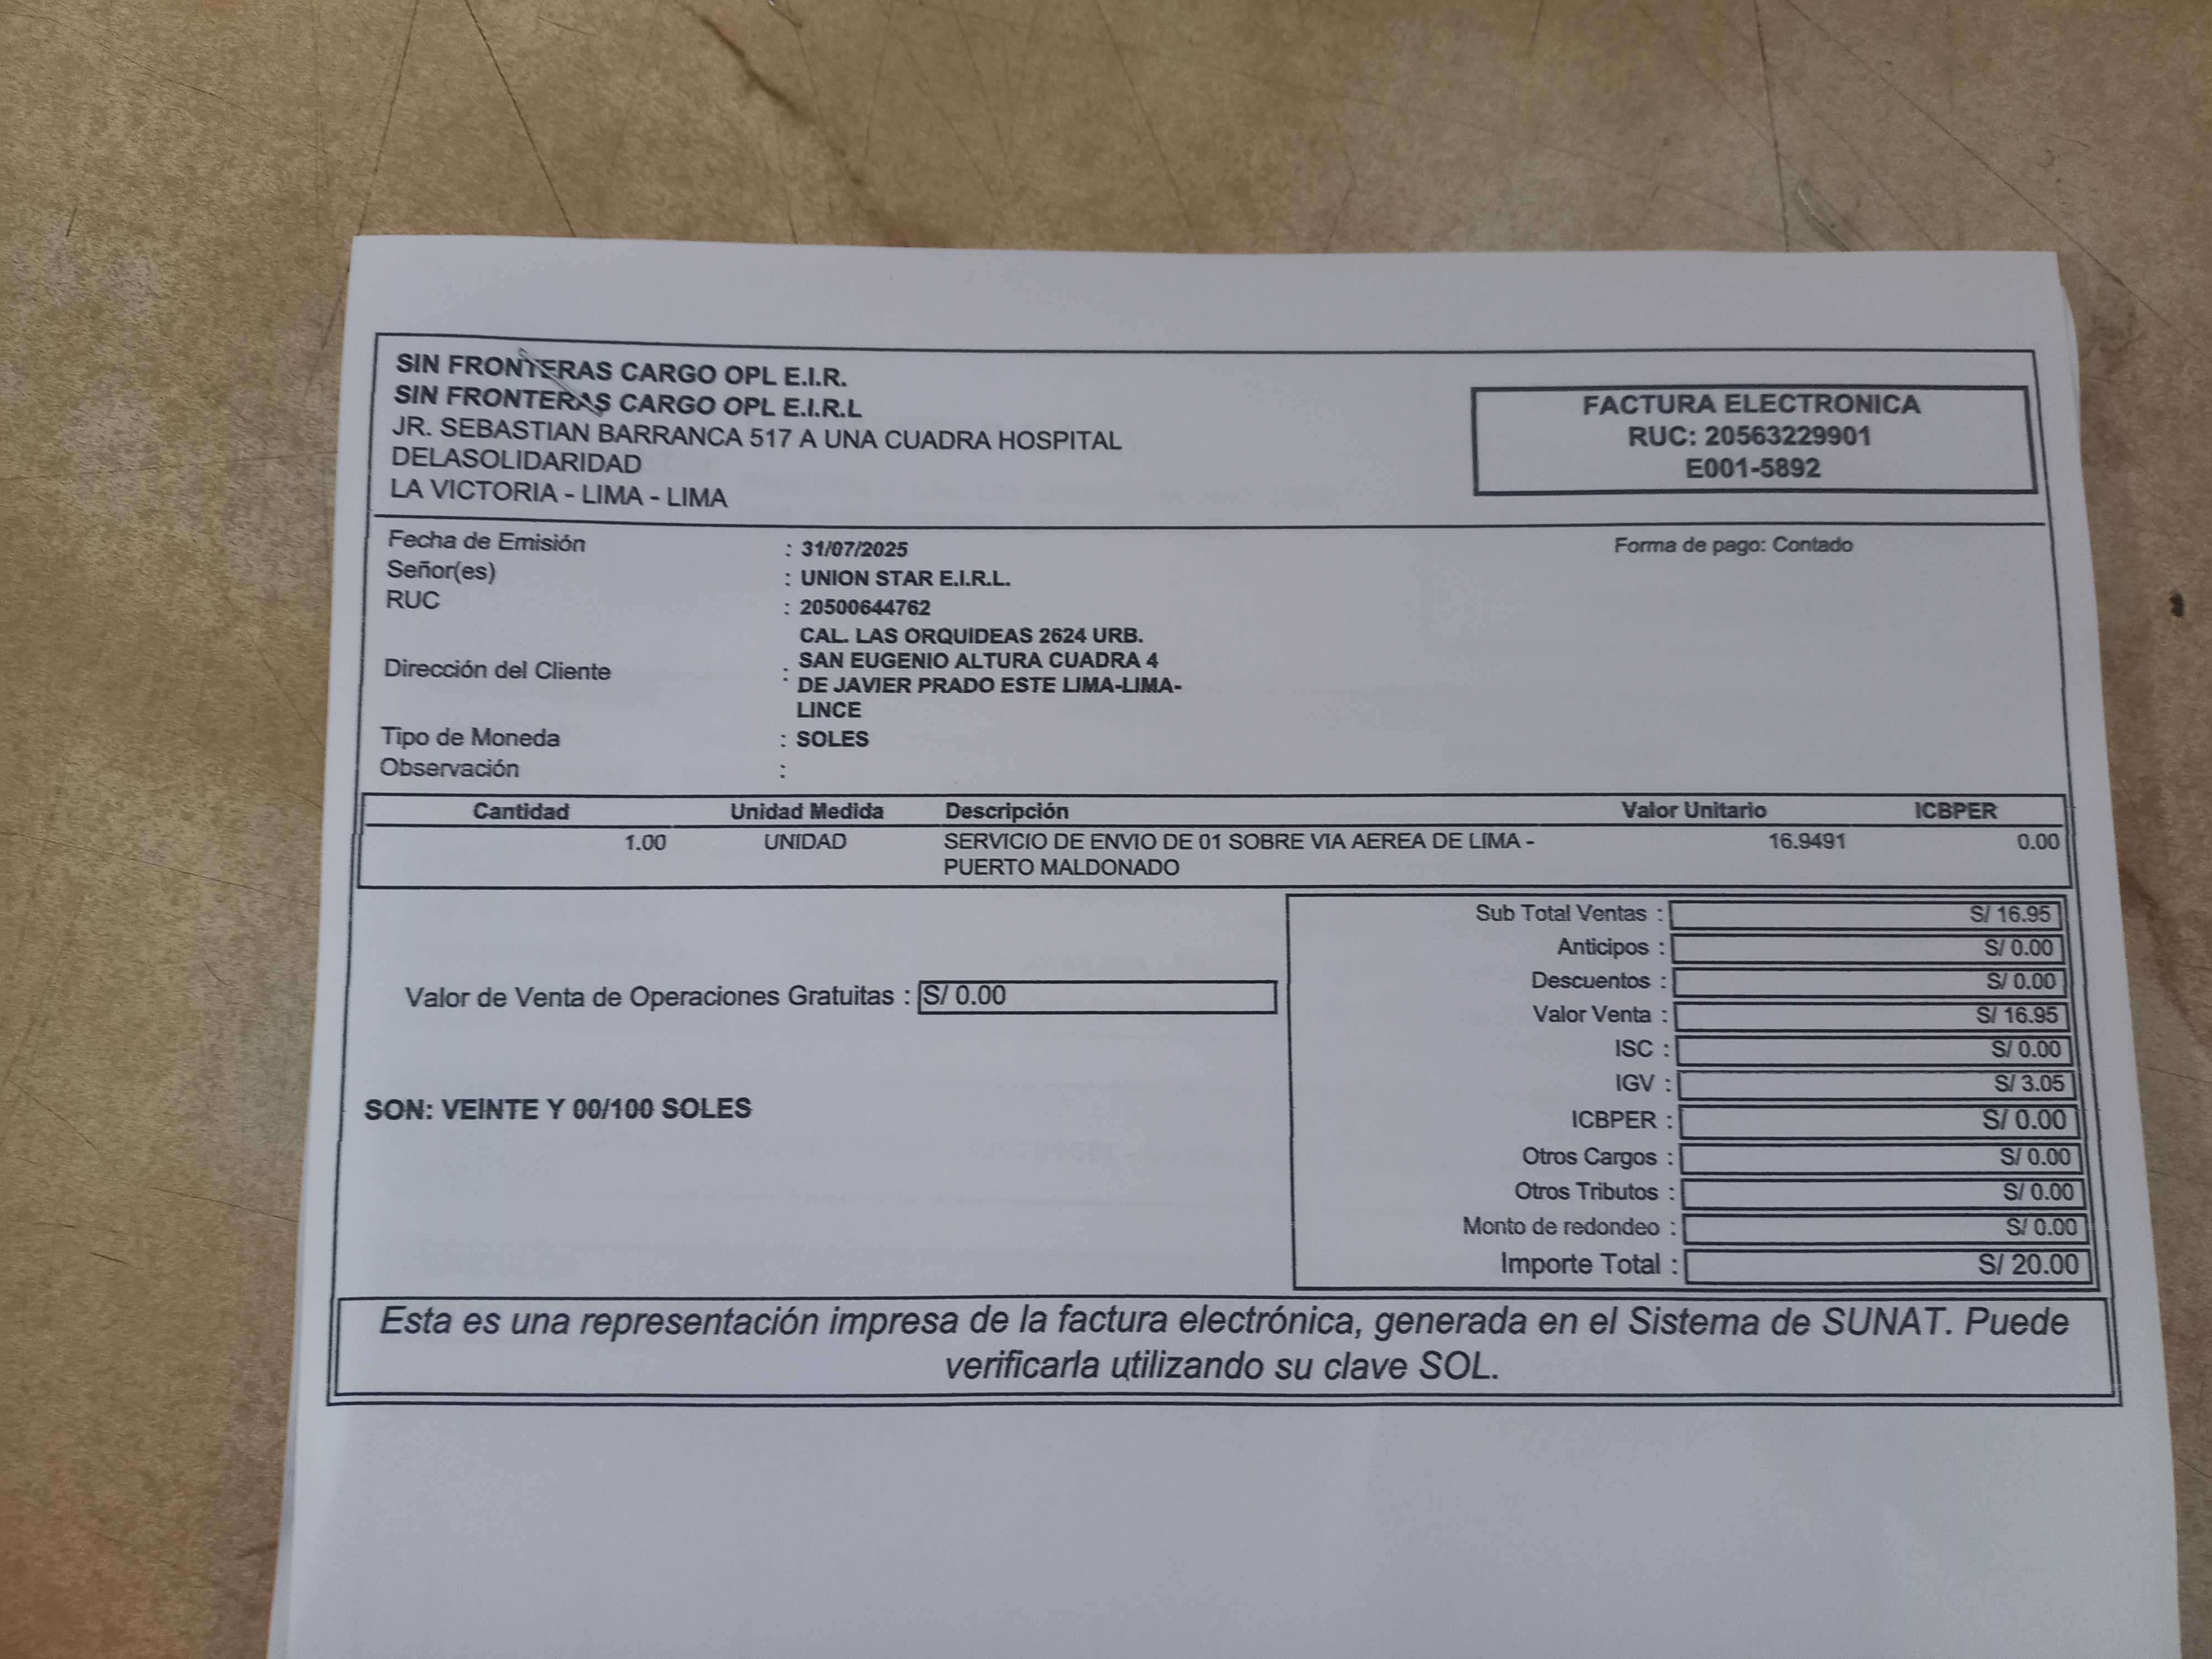 SIN FRONTERAS CARGO OPL E.I.R.
SIN FRONTERAS CARGO OPL E.I.R.L
JR. SEBASTIAN BARRANCA 517 A UNA CUADRA HOSPITAL
DELASOLIDARIDAD
LA VICTORIA - LIMA - LIMA
FACTURA ELECTRONICA
RUC: 20563229901
E001-5892
Fecha de Emisión : 31/07/2025
Forma de pago: Contado
Señor(es) : UNION STAR E.I.R.L.
RUC : 20500644762
Dirección del Cliente : CAL. LAS ORQUIDEAS 2624 URB.
SAN EUGENIO ALTURA CUADRA 4
DE JAVIER PRADO ESTE LIMA-LIMA-
LINCE
Tipo de Moneda : SOLES
Observación :
Cantidad Unidad Medida Descripción Valor Unitario ICBPER
1.00 UNIDAD SERVICIO DE ENVIO DE 01 SOBRE VIA AEREA DE LIMA - 16.9491 0.00
PUERTO MALDONADO
Valor de Venta de Operaciones Gratuitas : S/ 0.00
SON: VEINTE Y 00/100 SOLES
Sub Total Ventas : S/ 16.95
Anticipos : S/ 0.00
Descuentos : S/ 0.00
Valor Venta : S/ 16.95
ISC : S/ 0.00
IGV : S/ 3.05
ICBPER : S/ 0.00
Otros Cargos : S/ 0.00
Otros Tributos : S/ 0.00
Monto de redondeo : S/ 0.00
Importe Total : S/ 20.00
Esta es una representación impresa de la factura electrónica, generada en el Sistema de SUNAT. Puede
verificarla utilizando su clave SOL.